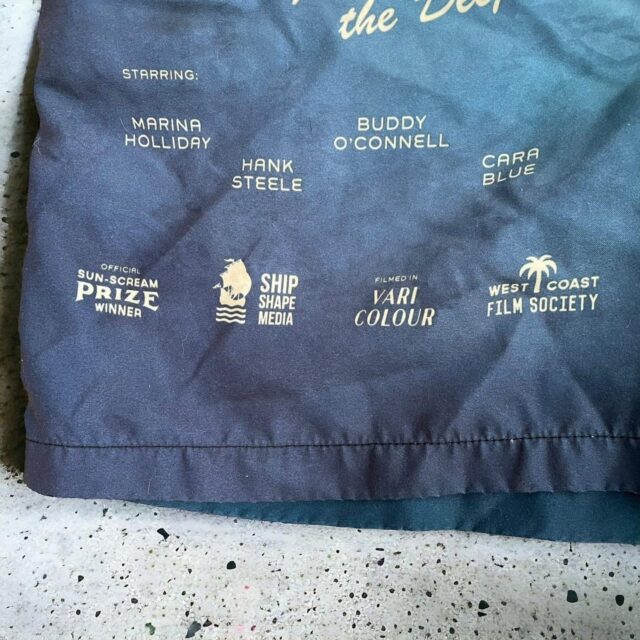 the Deep
STARRING:
MARINA
HOLLIDAY
HANK
STEELE
BUDDY
O'CONNELL
CARA
BLUE
OFFICIAL
SUN-SCREAM
PRIZE
WINNER
SHIP
SHAPE
MEDIA
FILMED IN
VARI
COLOUR
WEST COAST
FILM SOCIETY